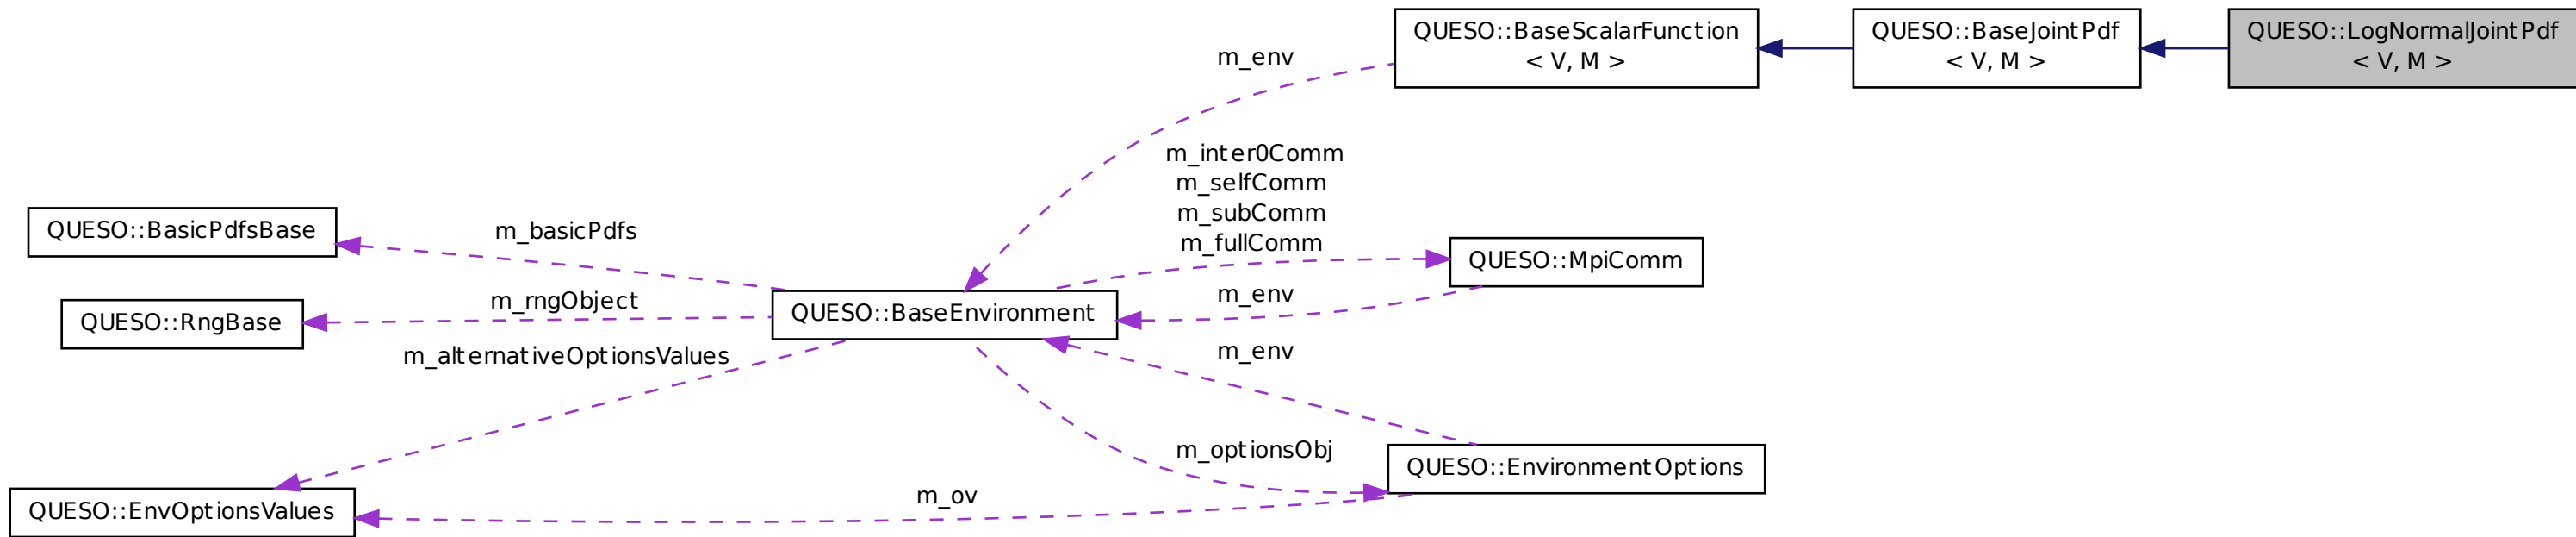 QUESO::BaseScalarFunction
< V, M >
QUESO::BaseJointPdf
< V, M >
QUESO::LogNormalJointPdf
< V, M >
m_env
m_inter0Comm
m_selfComm
m_subComm
m_fullComm
QUESO::BasicPdfsBase
m_basicPdfs
QUESO::MpiComm
m_rngObject
m_env
QUESO::RngBase
QUESO::BaseEnvironment
m_alternativeOptionsValues
m_env
m_optionsObj
QUESO::EnvironmentOptions
m_ov
QUESO::EnvOptionsValues